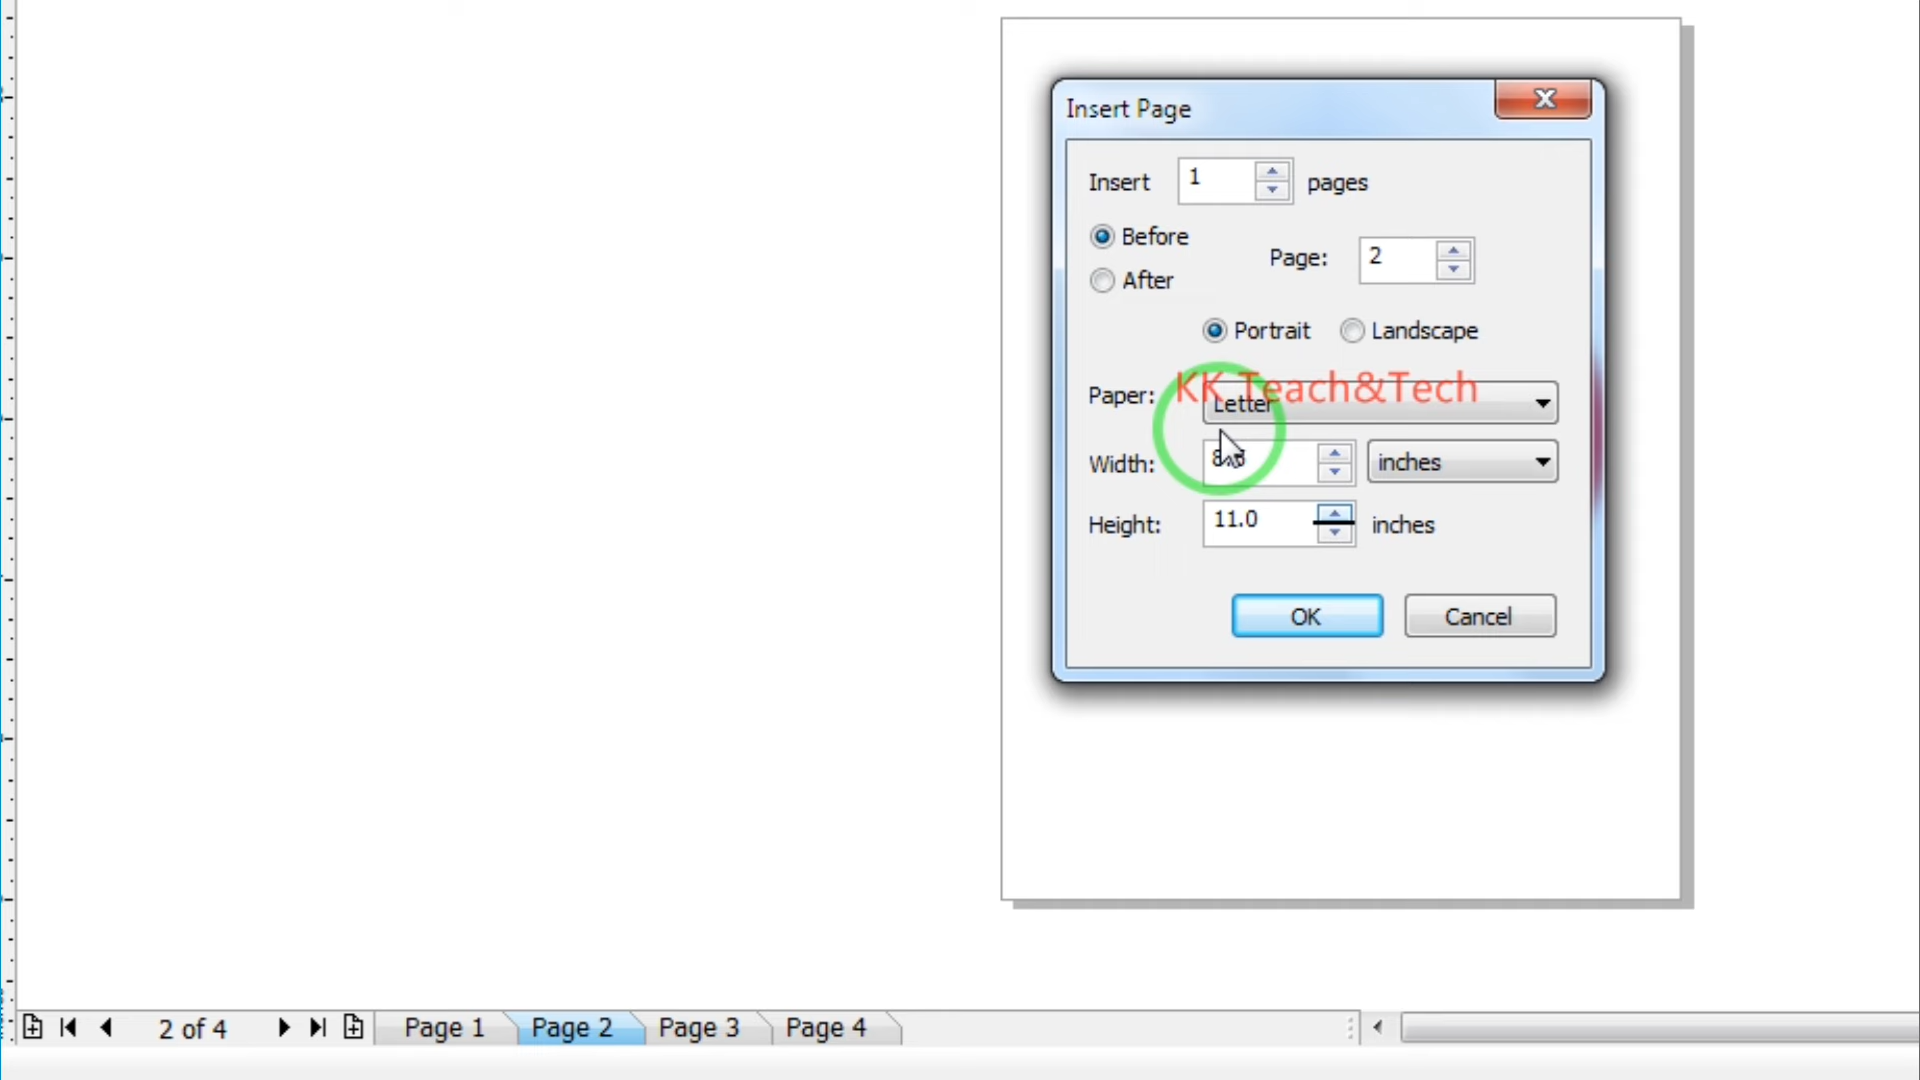 Insert Page
Insert 1 pages
Before
Page: 2
After
Portrait Landscape
KK Teach&Tech
Paper: Letter
Width: inches
Height: 11.0 inches
OK Cancel
2 of 4 Page 1 Page 2 Page 3 Page 4